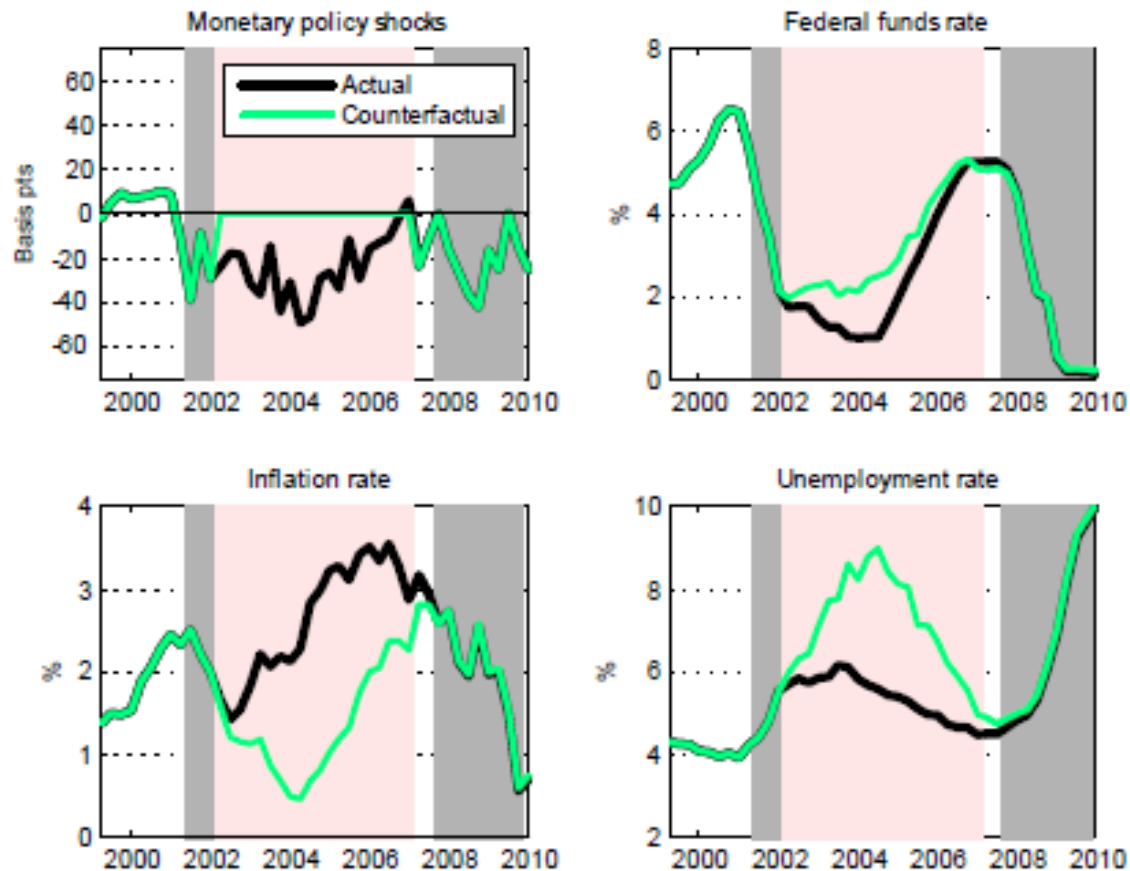 Monetary policy shocks
Basis pts
60
40
20
0
-20
-40
-60
Actual
Counterfactual
2000 2002 2004 2006 2008 2010
Federal funds rate
%
8
6
4
2
0
2000 2002 2004 2006 2008 2010
Inflation rate
%
4
3
2
1
0
2000 2002 2004 2006 2008 2010
Unemployment rate
%
10
8
6
4
2
2000 2002 2004 2006 2008 2010